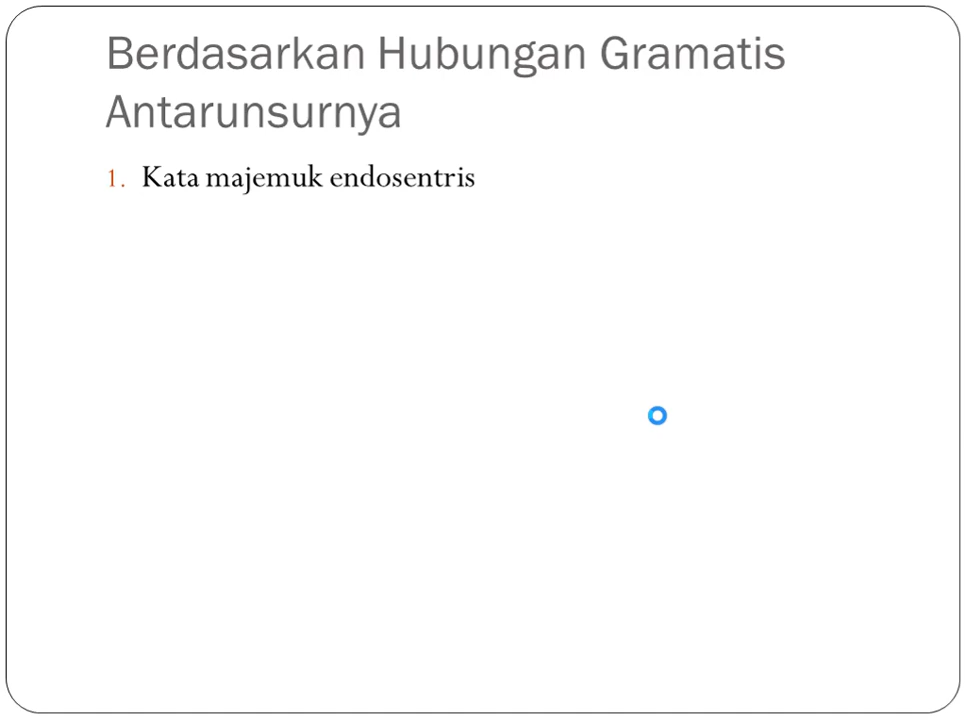 Berdasarkan Hubungan Gramatis
Antarunsurnya
1. Kata majemuk endosentris